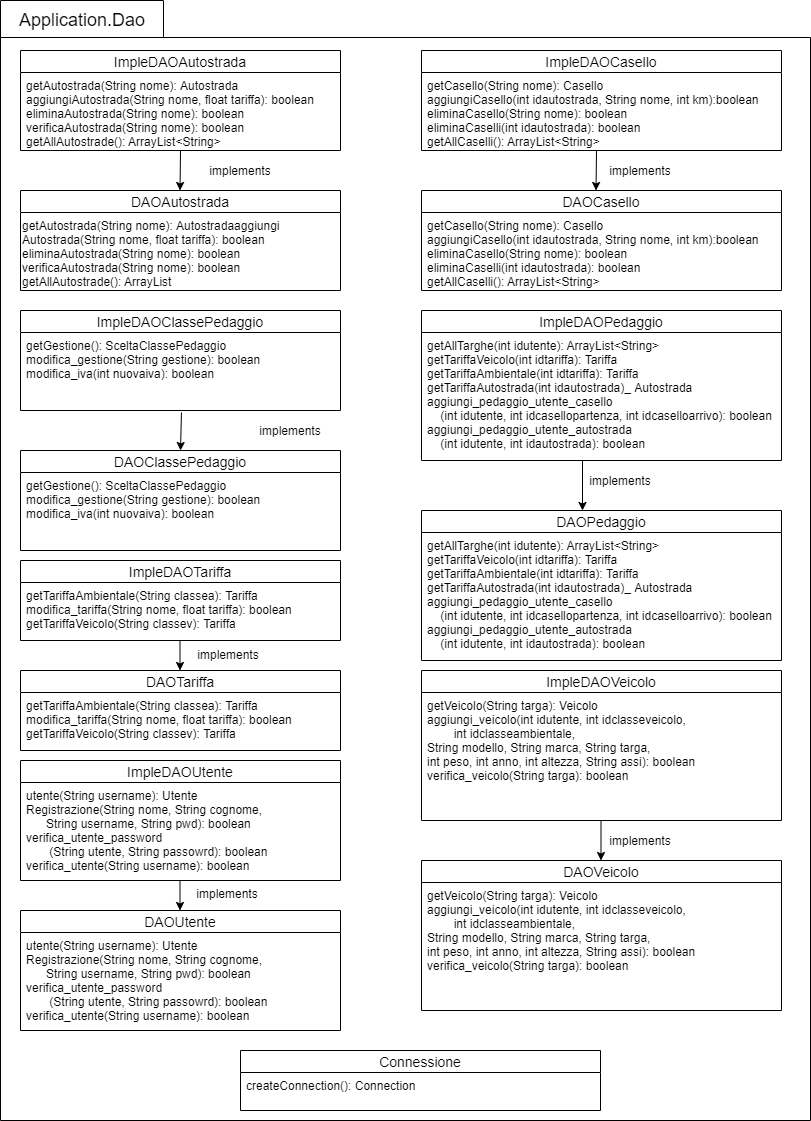 Application.Dao
ImpleDAOAutostrada
getAutostrada(String nome): Autostrada
aggiungiAutostrada(String nome, float tariffa): boolean
eliminaAutostrada(String nome): boolean
verificaAutostrada(String nome): boolean
getAllAutostrade(): ArrayList<String>
implements
DAOAutostrada
getAutostrada(String nome): Autostradaaggiungi
Autostrada(String nome, float tariffa): boolean
eliminaAutostrada(String nome): boolean
verificaAutostrada(String nome): boolean
getAllAutostrade(): ArrayList
ImpleDAOClassePedaggio
getGestione(): SceltaClassePedaggio
modifica_gestione(String gestione): boolean
modifica_iva(int nuovaiva): boolean
implements
DAOClassePedaggio
getGestione(): SceltaClassePedaggio
modifica_gestione(String gestione): boolean
modifica_iva(int nuovaiva): boolean
ImpleDAOTariffa
getTariffaAmbientale(String classea): Tariffa
modifica_tariffa(String nome, float tariffa): boolean
getTariffaVeicolo(String classev): Tariffa
implements
DAOTariffa
getTariffaAmbientale(String classea): Tariffa
modifica_tariffa(String nome, float tariffa): boolean
getTariffaVeicolo(String classev): Tariffa
ImpleDAOUtente
utente(String username): Utente
Registrazione(String nome, String cognome,
String username, String pwd): boolean
verifica_utente_password
(String utente, String passowrd): boolean
verifica_utente(String username): boolean
implements
DAOUtente
utente(String username): Utente
Registrazione(String nome, String cognome,
String username, String pwd): boolean
verifica_utente_password
(String utente, String passowrd): boolean
verifica_utente(String username): boolean
ImpleDAOCasello
getCasello(String nome): Casello
aggiungiCasello(int idautostrada, String nome, int km):boolean
eliminaCasello(String nome): boolean
eliminaCaselli(int idautostrada): boolean
getAllCaselli(): ArrayList<String>
implements
DAOCasello
getCasello(String nome): Casello
aggiungiCasello(int idautostrada, String nome, int km):boolean
eliminaCasello(String nome): boolean
eliminaCaselli(int idautostrada): boolean
getAllCaselli(): ArrayList<String>
ImpleDAOPedaggio
getAllTarghe(int idutente): ArrayList<String>
getTariffaVeicolo(int idtariffa): Tariffa
getTariffaAmbientale(int idtariffa): Tariffa
getTariffaAutostrada(int idautostrada)_ Autostrada
aggiungi_pedaggio_utente_casello
(int idutente, int idcasellopartenza, int idcaselloarrivo): boolean
aggiungi_pedaggio_utente_autostrada
(int idutente, int idautostrada): boolean
implements
DAOPedaggio
getAllTarghe(int idutente): ArrayList<String>
getTariffaVeicolo(int idtariffa): Tariffa
getTariffaAmbientale(int idtariffa): Tariffa
getTariffaAutostrada(int idautostrada)_ Autostrada
aggiungi_pedaggio_utente_casello
(int idutente, int idcasellopartenza, int idcaselloarrivo): boolean
aggiungi_pedaggio_utente_autostrada
(int idutente, int idautostrada): boolean
ImpleDAOVeicolo
getVeicolo(String targa): Veicolo
aggiungi_veicolo(int idutente, int idclasseveicolo,
int idclasseambientale,
String modello, String marca, String targa,
int peso, int anno, int altezza, String assi): boolean
verifica_veicolo(String targa): boolean
implements
DAOVeicolo
getVeicolo(String targa): Veicolo
aggiungi_veicolo(int idutente, int idclasseveicolo,
int idclasseambientale,
String modello, String marca, String targa,
int peso, int anno, int altezza, String assi): boolean
verifica_veicolo(String targa): boolean
Connessione
createConnection(): Connection